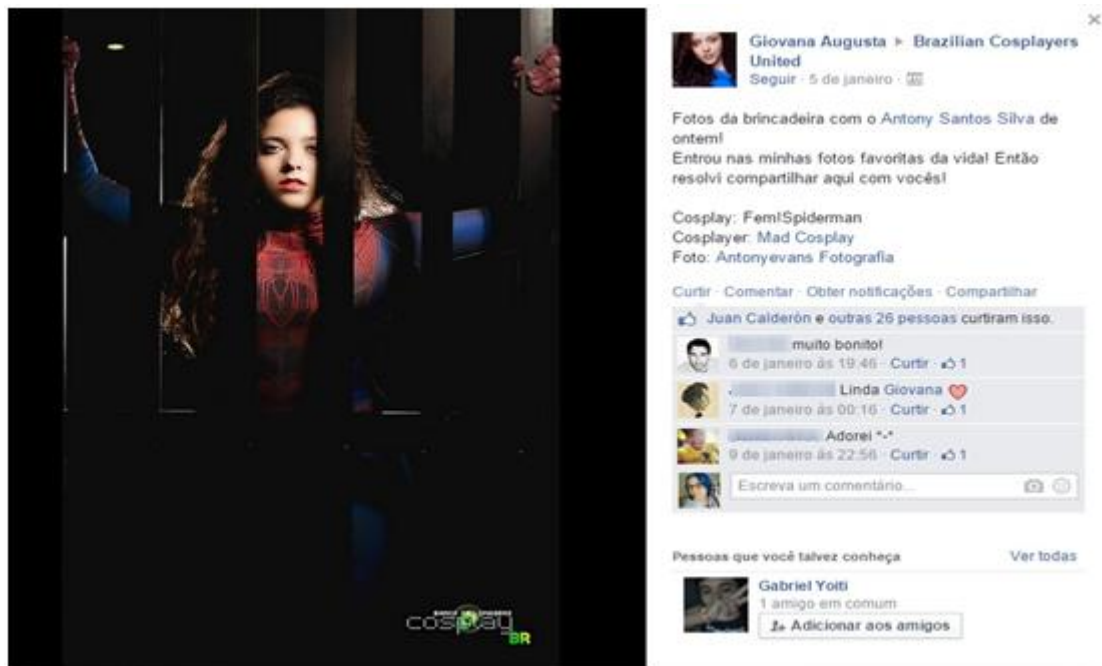 Giovana Augusta ▸ Brazilian Cosplayers
United
Seguir · 5 de janeiro ·
Fotos da brincadeira com o Antony Santos Silva de
ontem!
Entrou nas minhas fotos favoritas da vida! Então
resolvi compartilhar aqui com vocês!
Cosplay: Fem!Spiderman
Cosplayer: Mad Cosplay
Foto: Antonyevans Fotografia
Curtir · Comentar · Obter notificações · Compartilhar
Juan Calderón e outras 26 pessoas curtiram isso.
muito bonito!
6 de janeiro às 19:46 · Curtir · 1
Linda Giovana
7 de janeiro às 00:16 · Curtir · 1
Adorei *-*
9 de janeiro às 22:56 · Curtir · 1
Escreva um comentário...
Pessoas que você talvez conheça Ver todas
Gabriel Yoiti
1 amigo em comum
Adicionar aos amigos
cosplay
BR